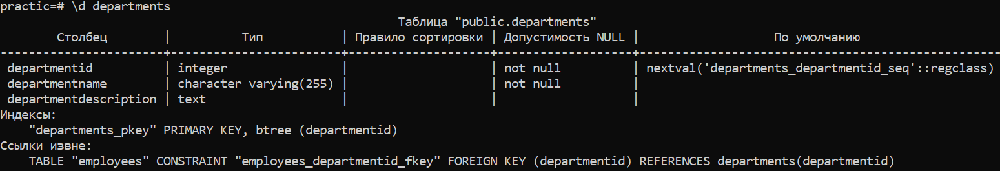 practic=# \d departments
Таблица "public.departments"
Столбец | Тип | Правило сортировки | Допустимость NULL | По умолчанию
-----------------------+------------------------+--------------------+-------------------+---------------------------------------------------
departmentid | integer | | not null | nextval('departments_departmentid_seq'::regclass)
departmentname | character varying(255) | | not null |
departmentdescription | text | | |
Индексы:
"departments_pkey" PRIMARY KEY, btree (departmentid)
Ссылки извне:
TABLE "employees" CONSTRAINT "employees_departmentid_fkey" FOREIGN KEY (departmentid) REFERENCES departments(departmentid)